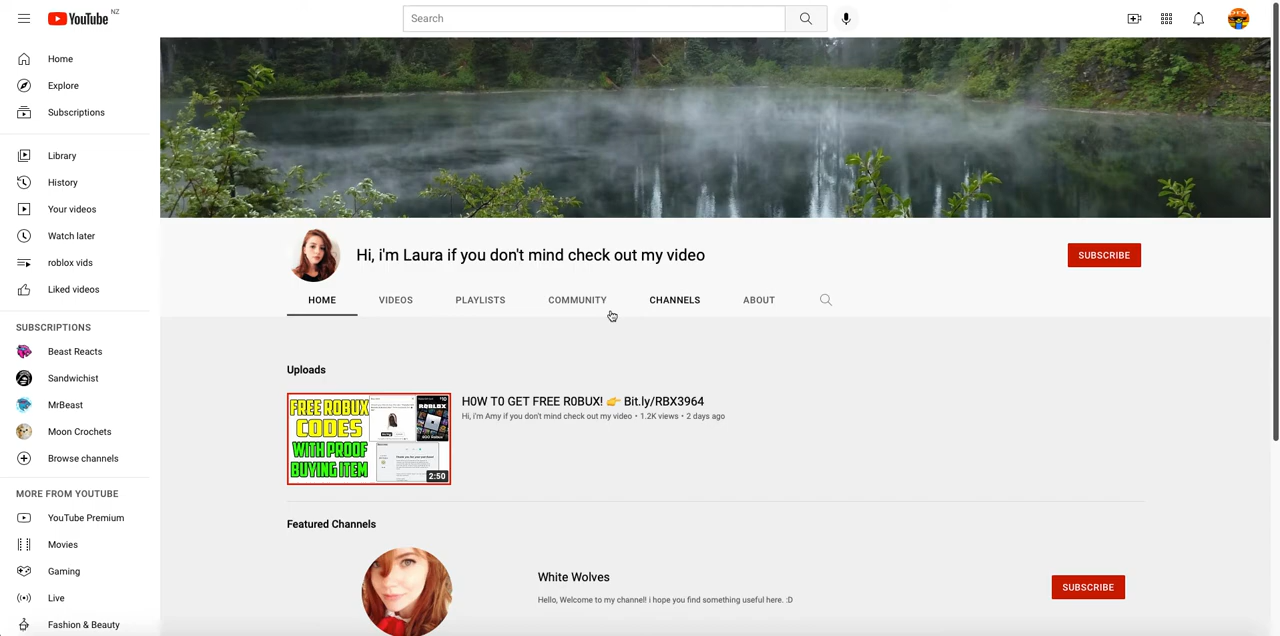 YouTube NZ
Search
Home
Explore
Subscriptions
Library
History
Your videos
Watch later
roblox vids
Liked videos
SUBSCRIPTIONS
Beast Reacts
Sandwichist
MrBeast
Moon Crochets
Browse channels
MORE FROM YOUTUBE
YouTube Premium
Movies
Gaming
Live
Fashion & Beauty
Hi, i'm Laura if you don't mind check out my video
SUBSCRIBE
HOME VIDEOS PLAYLISTS COMMUNITY CHANNELS ABOUT
Uploads
FREE ROBUX
CODES
WITH PROOF
BUYING ITEM
ROBLOX
2:50
H0W T0 GET FREE R0BUX! 👉 Bit.ly/RBX3964
Hi, i'm Amy if you don't mind check out my video • 1.2K views • 2 days ago
Featured Channels
White Wolves
Hello, Welcome to my channel! i hope you find something useful here. :D
SUBSCRIBE